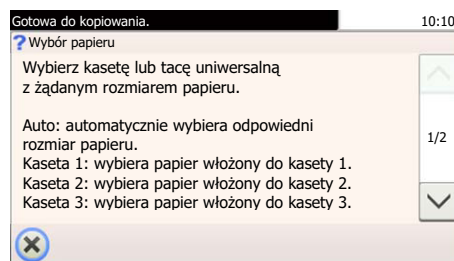 Gotowa do kopiowania. 10:10
Wybór papieru
Wybierz kasetę lub tacę uniwersalną
z żądanym rozmiarem papieru.
Auto: automatycznie wybiera odpowiedni
rozmiar papieru.
Kaseta 1: wybiera papier włożony do kasety 1.
Kaseta 2: wybiera papier włożony do kasety 2.
Kaseta 3: wybiera papier włożony do kasety 3.
1/2